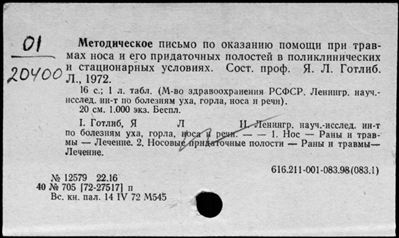 01
20400
Методическое письмо по оказанию помощи при трав-
мах носа и его придаточных полостей в поликлинических
и стационарных условиях. Сост. проф. Я. Л. Готлиб.
Л., 1972.
16 с.; 1 л. табл. (М-во здравоохранения РСФСР. Ленингр. науч.-
исслед. ин-т по болезням уха, горла, носа и речи).
20 см. 1.000 экз. Беспл.
I. Готлиб, Я Л II. Ленингр. науч.-исслед. ин-т
по болезням уха, горла, носа и речи. — — 1. Нос — Раны и трав-
мы — Лечение. 2. Носовые придаточные полости — Раны и травмы—
Лечение.
616.211-001-083.98(083.1)
№ 12579 22.16
40 № 705 [72-27517] п
Вс. кн. пал. 14 IV 72 М545